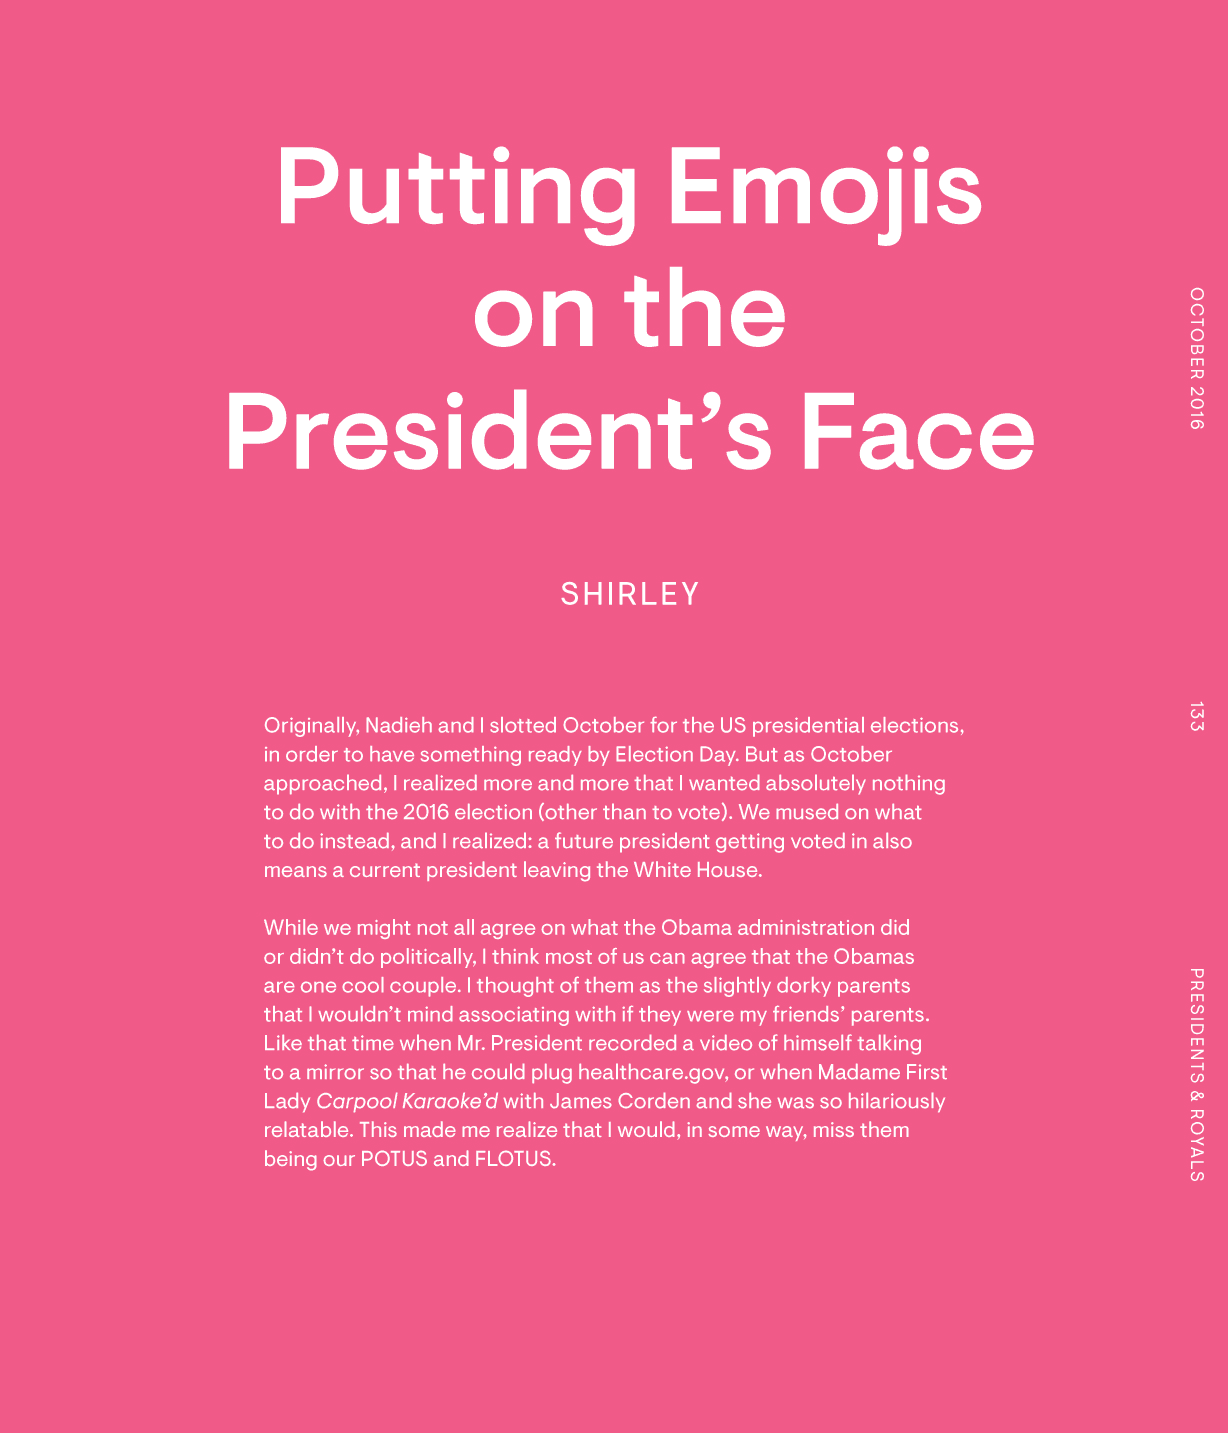 Putting Emojis
on the
President’s Face
SHIRLEY
Originally, Nadieh and I slotted October for the US presidential elections,
in order to have something ready by Election Day. But as October
approached, I realized more and more that I wanted absolutely nothing
to do with the 2016 election (other than to vote). We mused on what
to do instead, and I realized: a future president getting voted in also
means a current president leaving the White House.
While we might not all agree on what the Obama administration did
or didn’t do politically, I think most of us can agree that the Obamas
are one cool couple. I thought of them as the slightly dorky parents
that I wouldn’t mind associating with if they were my friends’ parents.
Like that time when Mr. President recorded a video of himself talking
to a mirror so that he could plug healthcare.gov, or when Madame First
Lady Carpool Karaoke’d with James Corden and she was so hilariously
relatable. This made me realize that I would, in some way, miss them
being our POTUS and FLOTUS.
OCTOBER 2016
133
PRESIDENTS & ROYALS